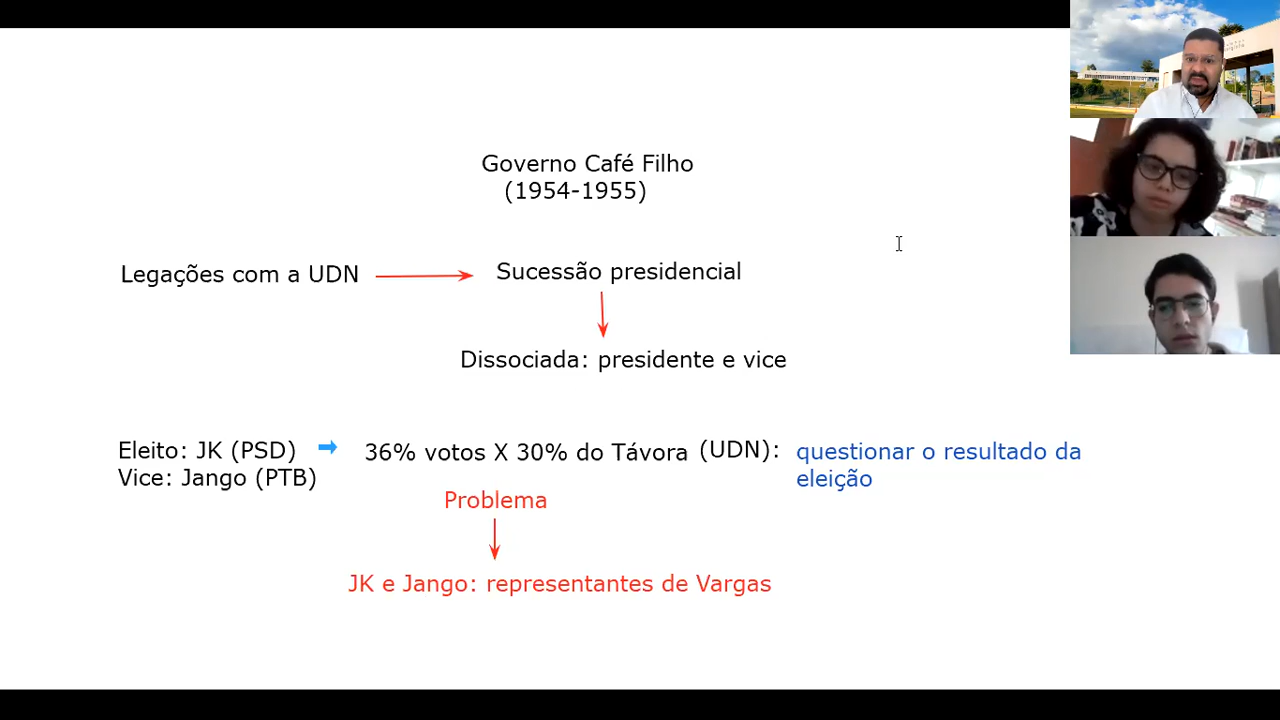 Governo Café Filho
(1954-1955)
Legações com a UDN
Sucessão presidencial
Dissociada: presidente e vice
Eleito: JK (PSD)
Vice: Jango (PTB)
36% votos X 30% do Távora (UDN):
questionar o resultado da
eleição
Problema
JK e Jango: representantes de Vargas